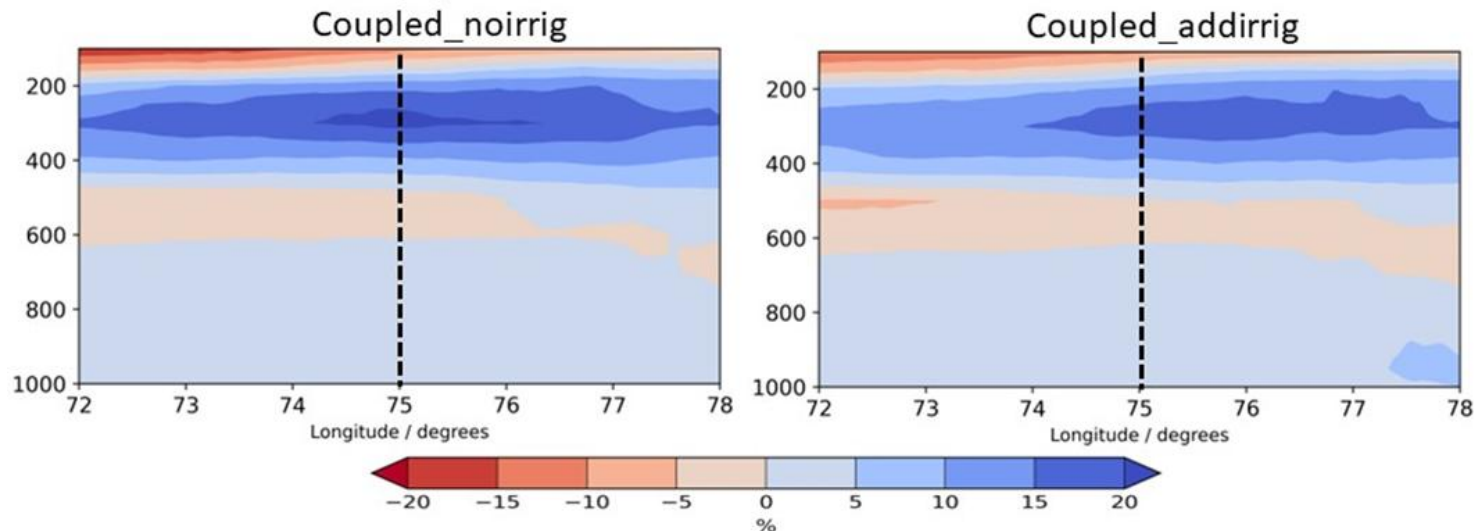 Coupled_noirrig
200
400
600
800
1000
72 73 74 75 76 77 78
Longitude / degrees
Coupled_addirrig
200
400
600
800
1000
72 73 74 75 76 77 78
Longitude / degrees
−20 −15 −10 −5 0 5 10 15 20
%